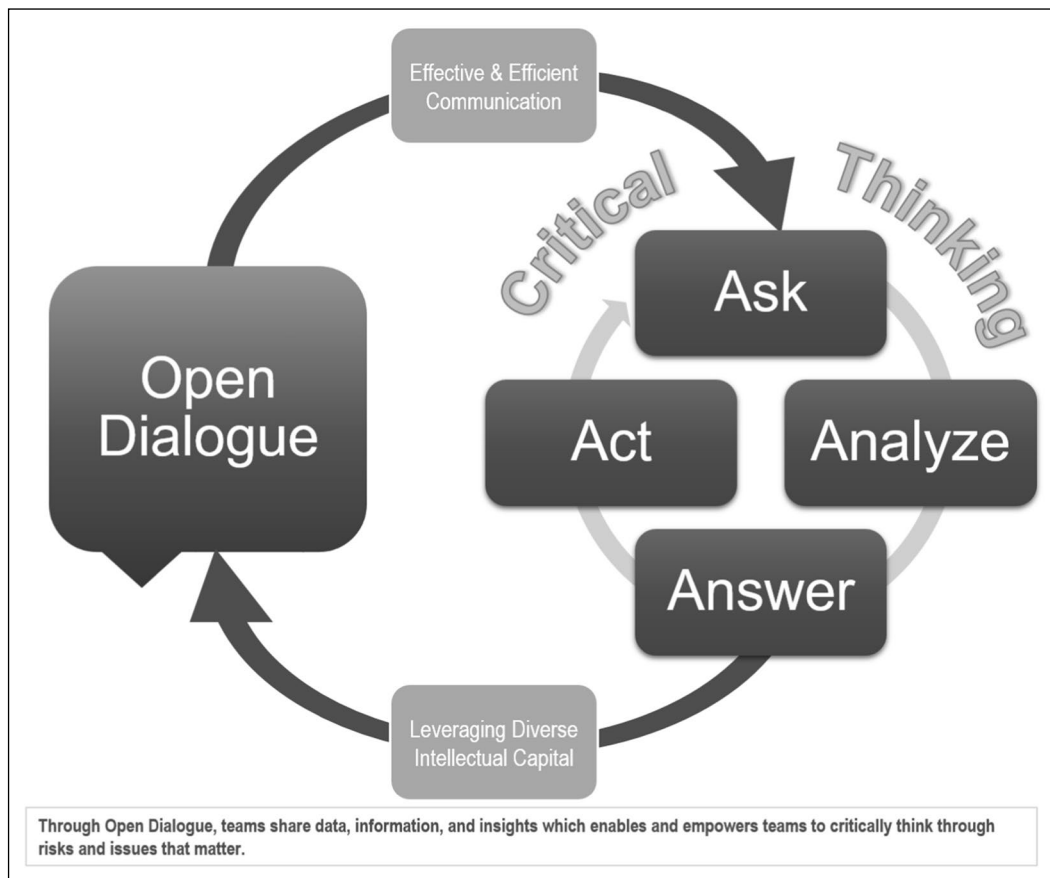 Effective & Efficient
Communication
Critical Thinking
Ask
Open
Dialogue
Act
Analyze
Answer
Leveraging Diverse
Intellectual Capital
Through Open Dialogue, teams share data, information, and insights which enables and empowers teams to critically think through
risks and issues that matter.